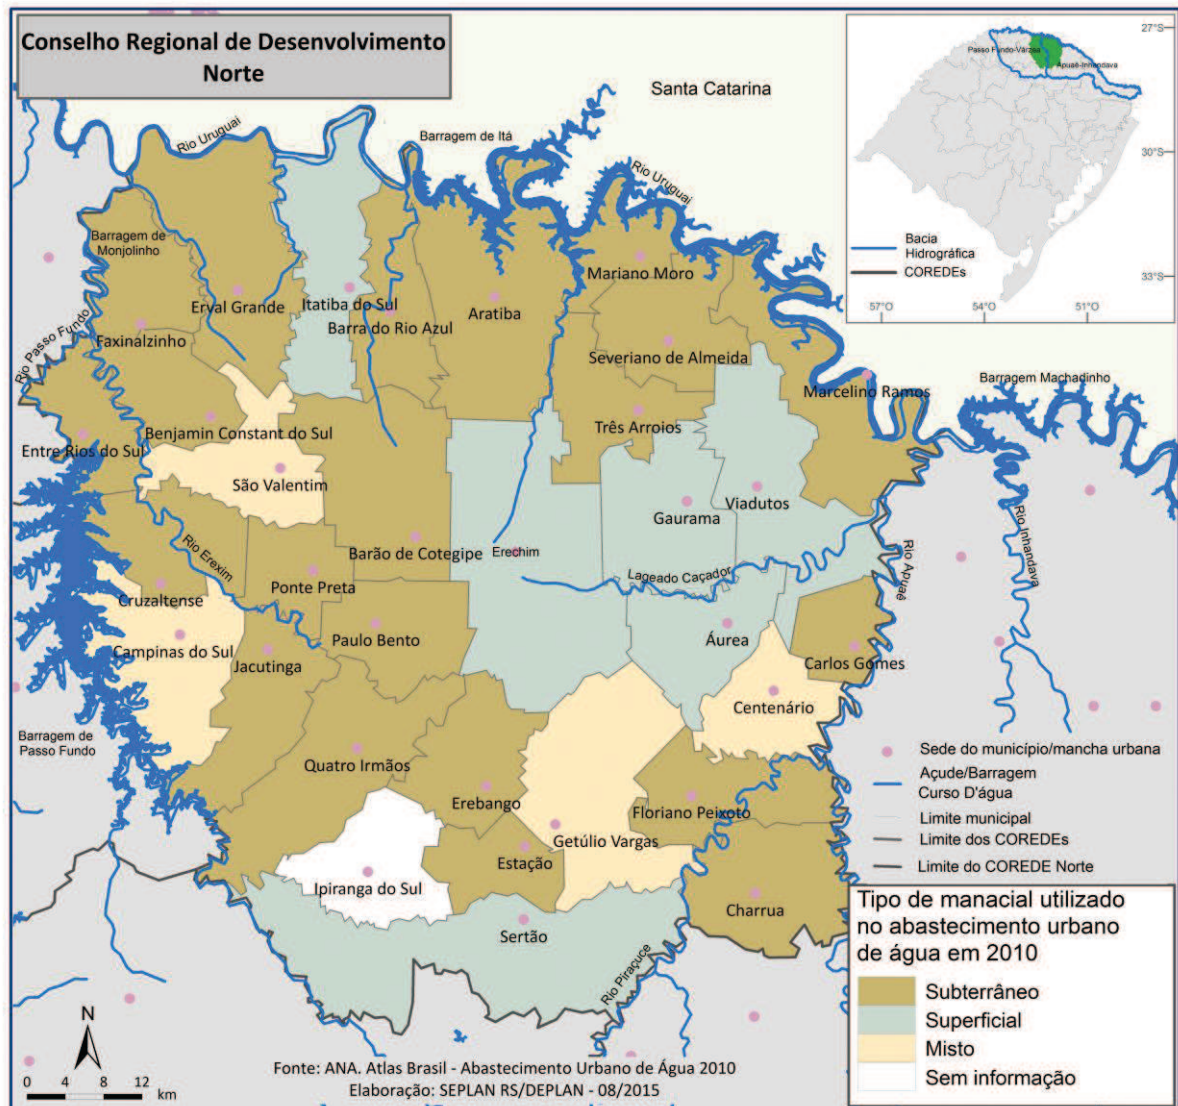 Conselho Regional de Desenvolvimento
Norte
Santa Catarina
Barragem de Itá
Rio Uruguai
Rio Uruguai
Barragem de
Monjolinho
Mariano Moro
Erval Grande
Itatiba do Sul
Aratiba
Barra do Rio Azul
Faxinalzinho
Rio Passo Fundo
Severiano de Almeida
Marcelino Ramos
Barragem Machadinho
Três Arroios
Benjamin Constant do Sul
Entre Rios do Sul
São Valentim
Viadutos
Gaurama
Rio Erexim
Barão de Cotegipe
Erechim
Rio Apuaê
Rio Inhandava
Lageado Caçador
Ponte Preta
Cruzaltense
Paulo Bento
Áurea
Campinas do Sul
Jacutinga
Carlos Gomes
Centenário
Barragem de
Passo Fundo
Quatro Irmãos
Erebango
Floriano Peixoto
Getúlio Vargas
Estação
Ipiranga do Sul
Charrua
Sertão
Rio Piraçuce
Passo Fundo-Várzea
Apuaê-Inhandava
27°S
30°S
33°S
57°O
54°O
51°O
Bacia
Hidrográfica
COREDEs
Sede do município/mancha urbana
Açude/Barragem
Curso D'água
Limite municipal
Limite dos COREDEs
Limite do COREDE Norte
Tipo de manacial utilizado
no abastecimento urbano
de água em 2010
Subterrâneo
Superficial
Misto
Sem informação
N
0 4 8 12
km
Fonte: ANA. Atlas Brasil - Abastecimento Urbano de Água 2010
Elaboração: SEPLAN RS/DEPLAN - 08/2015